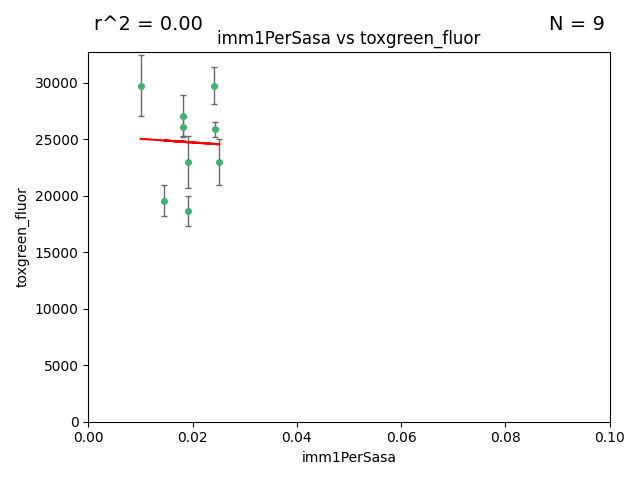 r^2 = 0.00
N = 9
imm1PerSasa vs toxgreen_fluor
30000
25000
20000
15000
10000
5000
0
toxgreen_fluor
0.00 0.02 0.04 0.06 0.08 0.10
imm1PerSasa